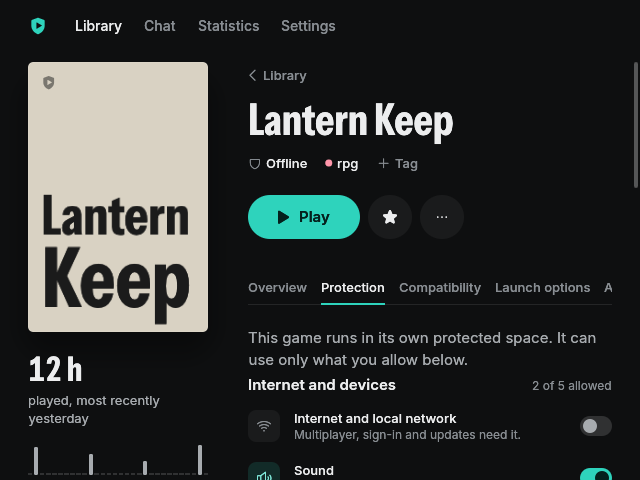 Library Chat Statistics Settings
Lantern
Keep
12 h
played, most recently
yesterday
Library
Lantern Keep
Offline rpg Tag
Play
Overview Protection Compatibility Launch options A
This game runs in its own protected space. It can
use only what you allow below.
Internet and devices 2 of 5 allowed
Internet and local network
Multiplayer, sign-in and updates need it.
Sound